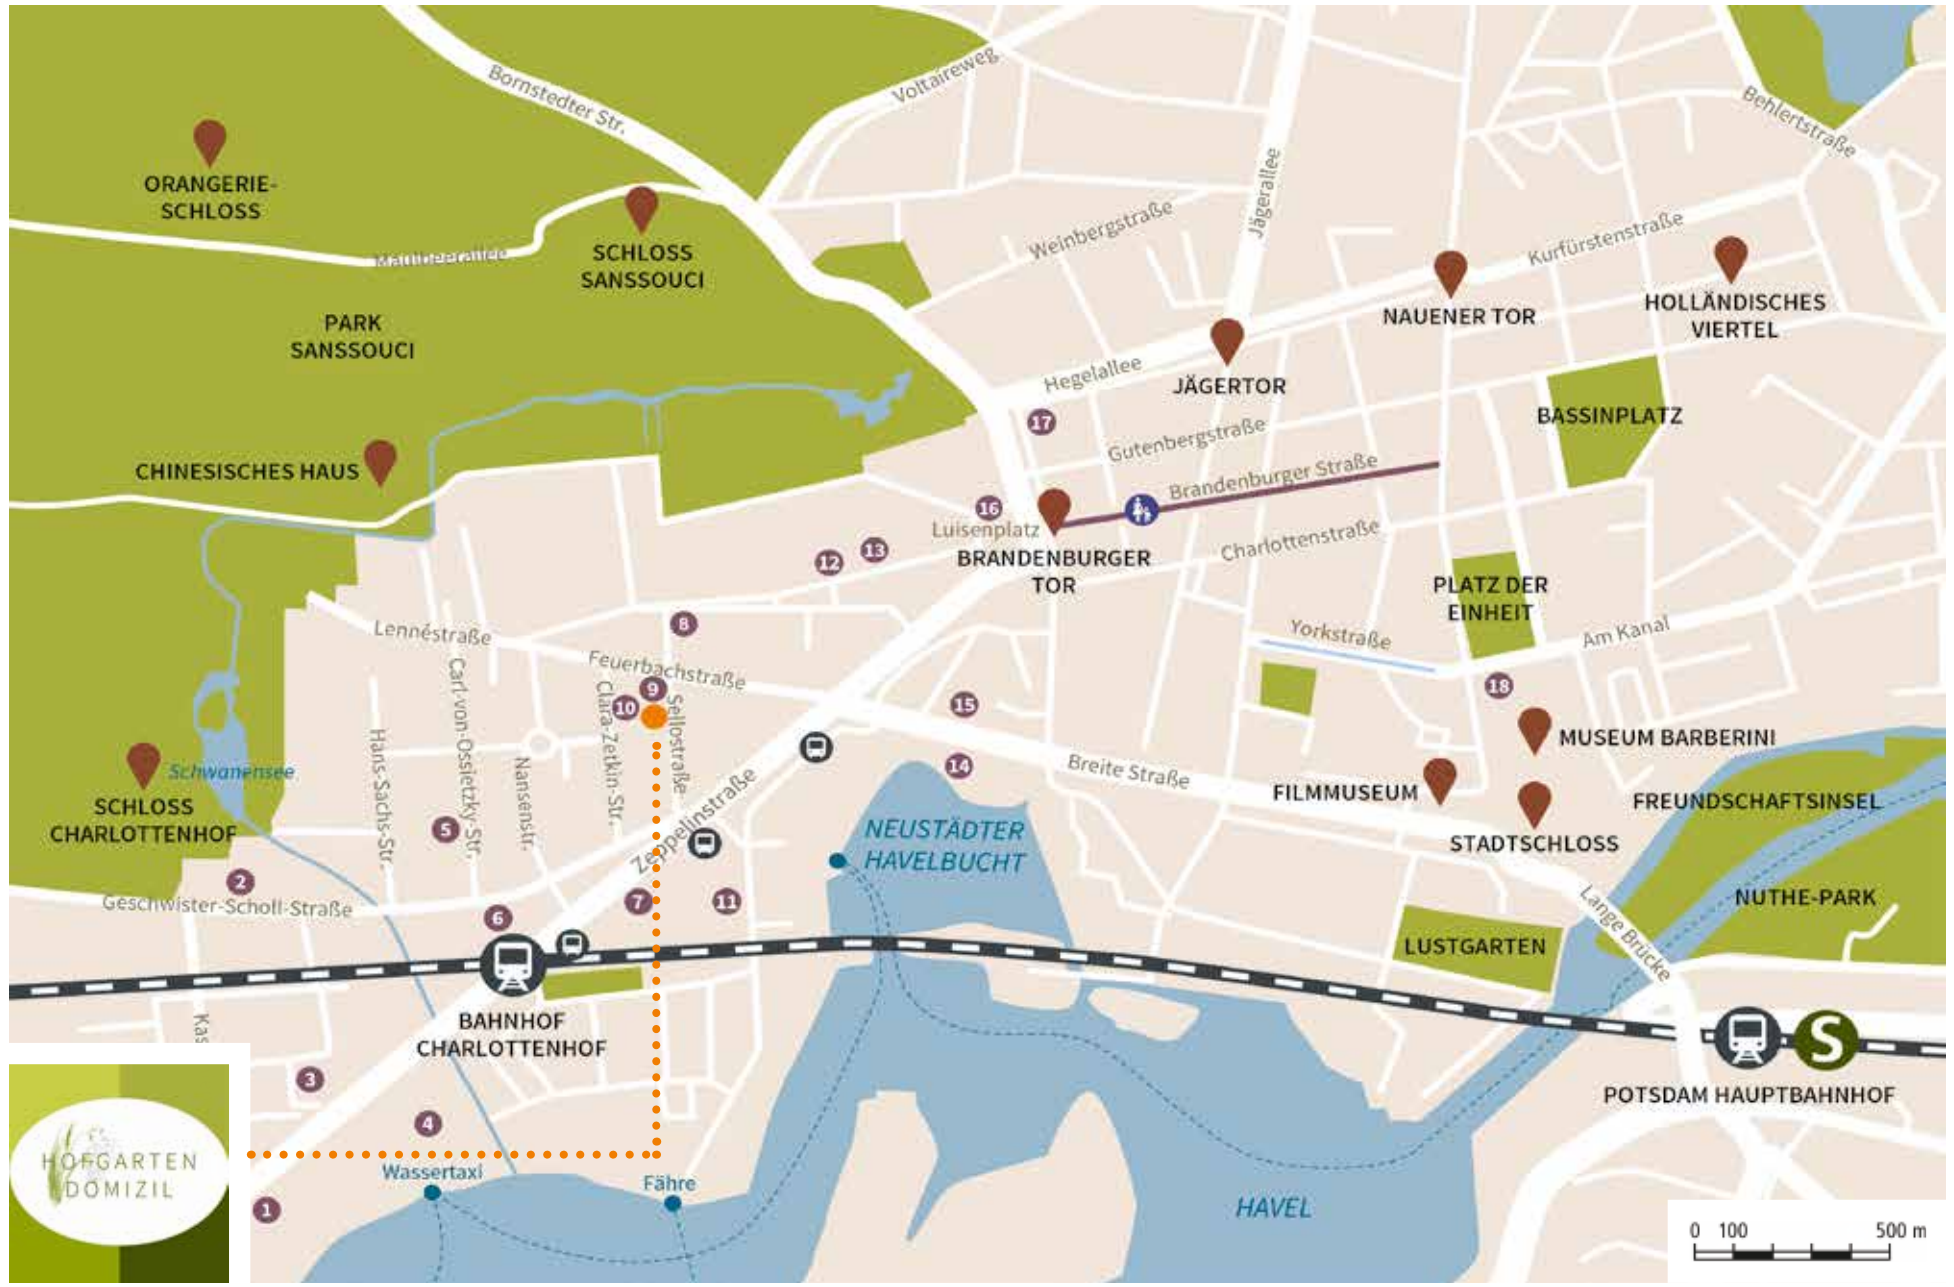 Bornstedter Str.
Voltaireweg
Behlertstraße
Jägerallee
ORANGERIE-
SCHLOSS
Maulbeerallee
SCHLOSS
SANSSOUCI
Weinbergstraße
Kurfürstenstraße
PARK
SANSSOUCI
NAUENER TOR
HOLLÄNDISCHES
VIERTEL
Hegelallee
JÄGERTOR
17
BASSINPLATZ
Gutenbergstraße
CHINESISCHES HAUS
Brandenburger Straße
16
Luisenplatz
Charlottenstraße
12
13
BRANDENBURGER
TOR
PLATZ DER
EINHEIT
Lennéstraße
8
Yorkstraße
Am Kanal
Feuerbachstraße
9
10
Clara-Zetkin-Str.
Sellostraße
Carl-von-Ossietzky-Str.
Hans-Sachs-Str.
Nansenstr.
15
18
MUSEUM BARBERINI
14
Breite Straße
Schwanensee
SCHLOSS
CHARLOTTENHOF
FILMMUSEUM
FREUNDSCHAFTSINSEL
STADTSCHLOSS
5
Zeppelinstraße
NEUSTÄDTER
HAVELBUCHT
2
Geschwister-Scholl-Straße
6
7
11
NUTHE-PARK
Lange Brücke
LUSTGARTEN
Kas
BAHNHOF
CHARLOTTENHOF
S
POTSDAM HAUPTBAHNHOF
3
4
HOFGARTEN
DOMIZIL
Wassertaxi
Fähre
1
HAVEL
0 100 500 m